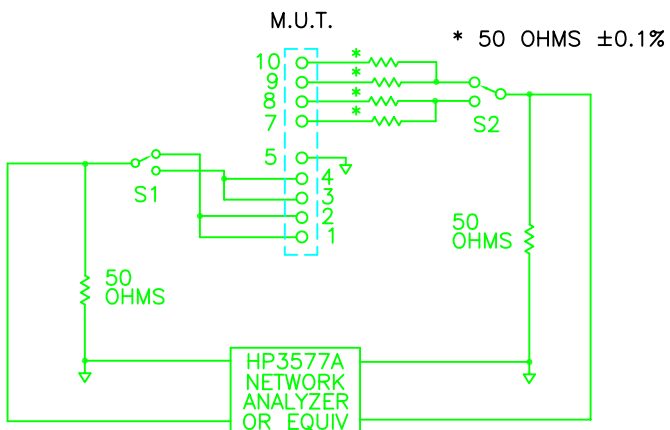 M.U.T.
* 50 OHMS ±0.1%
10
*
9
*
8
*
7
*
5
4
3
2
1
S1
S2
50
OHMS
50
OHMS
HP3577A
NETWORK
ANALYZER
OR EQUIV